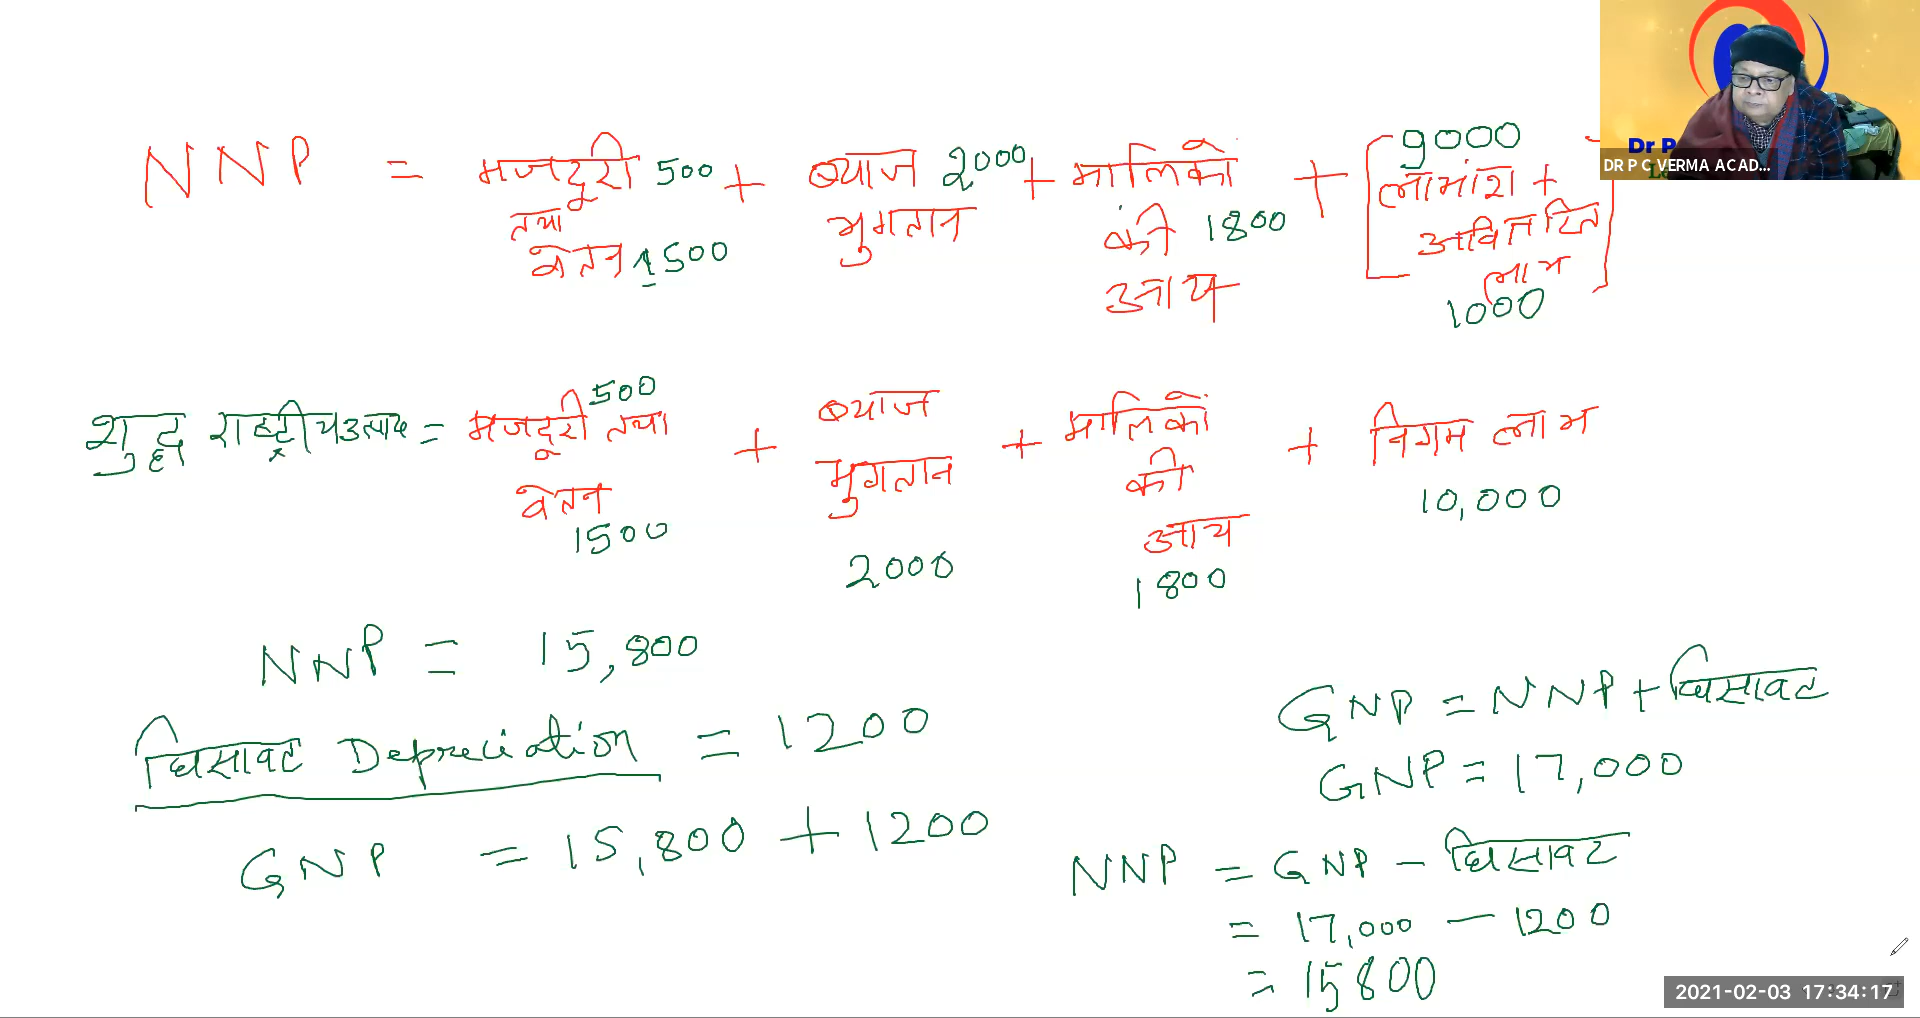 NNP = मजदूरी 500 + ब्याज 2000 + मालिकों + [ 9000 लाभांश +
तथा भुगतान की 1800 अवितरित
वेतन 1500 आय लाभ ]
1000
शुद्ध राष्ट्रीय उत्पाद = मजदूरी तथा 500 + ब्याज + मालिकों + निगम लाभ
वेतन भुगतान की 10,000
1500 2000 आय
1800
NNP = 15,800
घिसावट Depreciation = 1200
GNP = 15,800 + 1200
GNP = NNP + घिसावट
GNP = 17,000
NNP = GNP - घिसावट
= 17,000 - 1200
= 15800
Dr P
DR P C VERMA ACAD...
2021-02-03 17:34:17